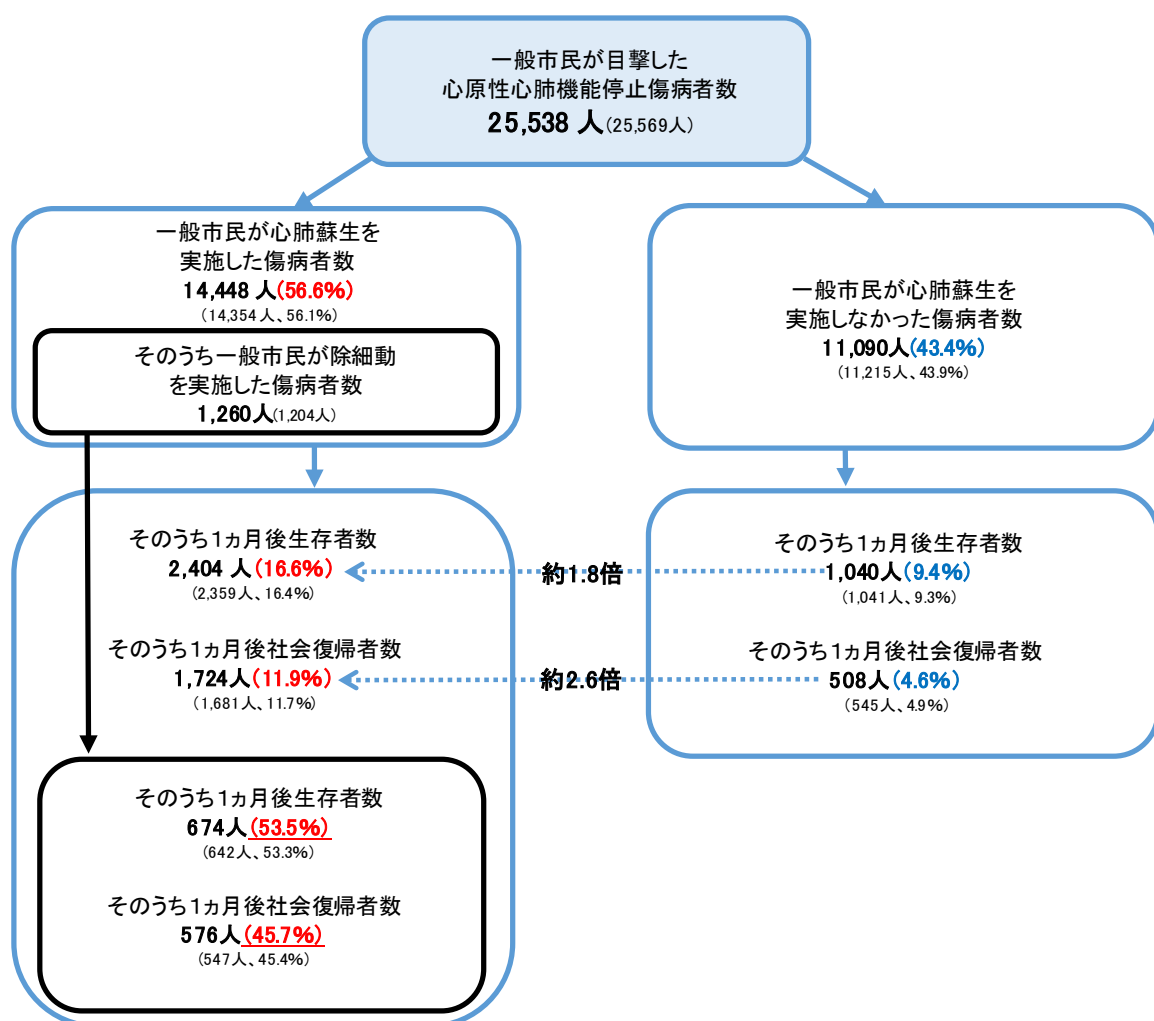 一般市民が目撃した
心原性心肺機能停止傷病者数
25,538 人(25,569人)
一般市民が心肺蘇生を
実施した傷病者数
14,448 人(56.6%)
(14,354人、56.1%)
そのうち一般市民が除細動
を実施した傷病者数
1,260人(1,204人)
一般市民が心肺蘇生を
実施しなかった傷病者数
11,090人(43.4%)
(11,215人、43.9%)
そのうち1ヵ月後生存者数
2,404 人(16.6%)
(2,359人、16.4%)
約1.8倍
そのうち1ヵ月後生存者数
1,040人(9.4%)
(1,041人、9.3%)
そのうち1ヵ月後社会復帰者数
1,724人(11.9%)
(1,681人、11.7%)
約2.6倍
そのうち1ヵ月後社会復帰者数
508人(4.6%)
(545人、4.9%)
そのうち1ヵ月後生存者数
674人(53.5%)
(642人、53.3%)
そのうち1ヵ月後社会復帰者数
576人(45.7%)
(547人、45.4%)